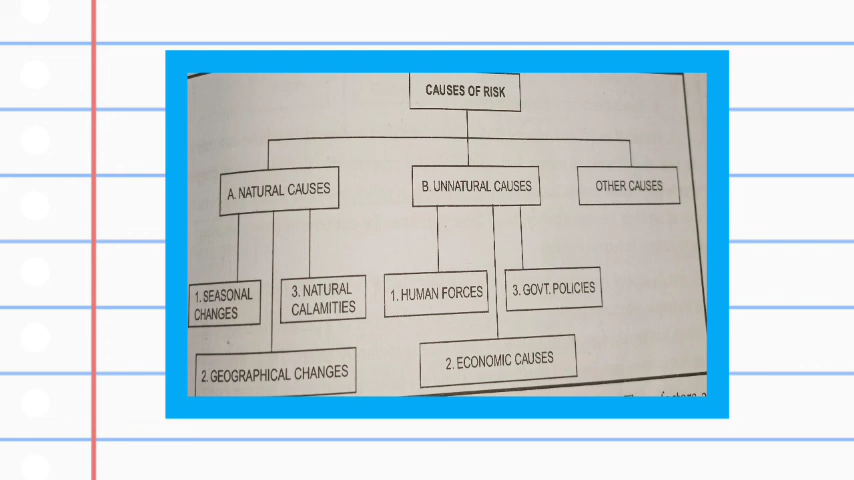 CAUSES OF RISK
A. NATURAL CAUSES
B. UNNATURAL CAUSES
OTHER CAUSES
1. SEASONAL
CHANGES
3. NATURAL
CALAMITIES
1. HUMAN FORCES
3. GOVT. POLICIES
2. GEOGRAPHICAL CHANGES
2. ECONOMIC CAUSES